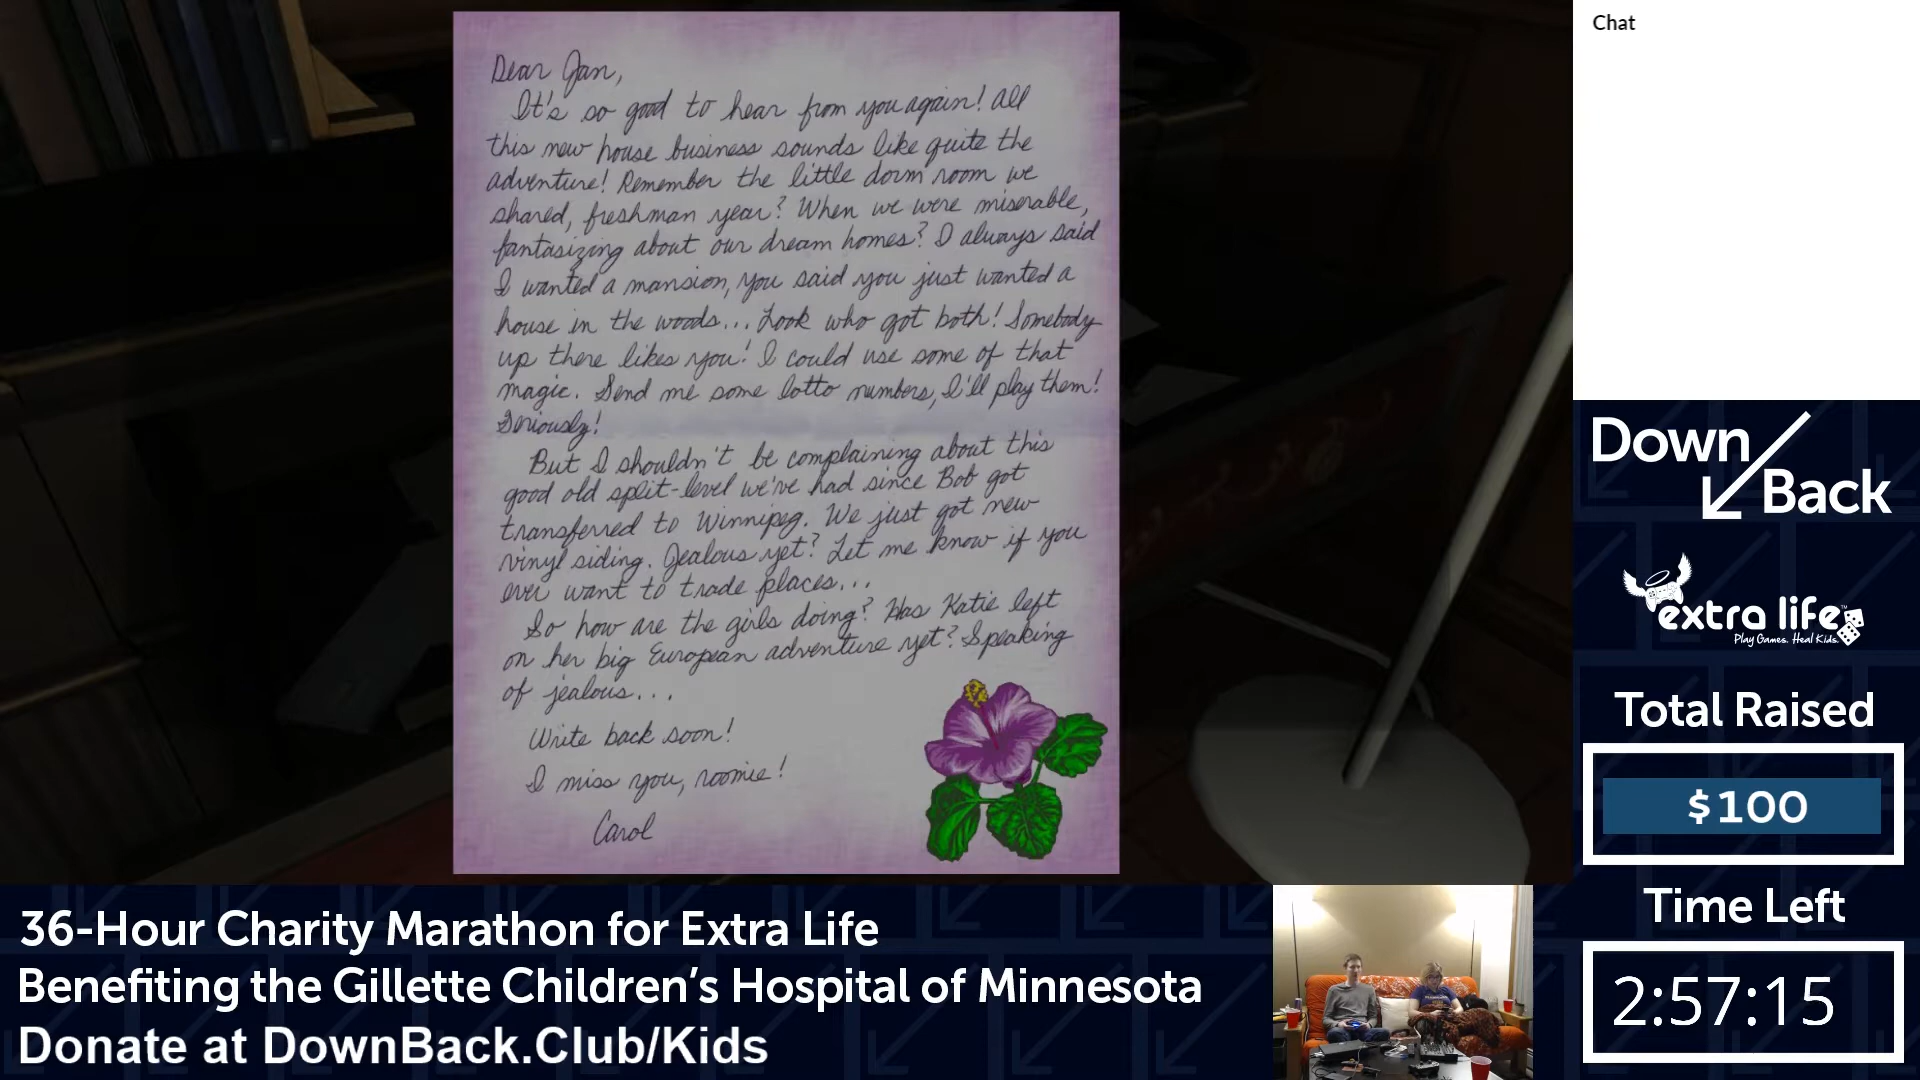 Dear Jan,
It's so good to hear from you again! All
this new house business sounds like quite the
adventure! Remember the little dorm room we
shared, freshman year? When we were miserable,
fantasizing about our dream homes? I always said
I wanted a mansion, you said you just wanted a
house in the woods... Look who got both! Somebody
up there likes you! I could use some of that
magic. Send me some lotto numbers, I'll play them!
Seriously!
But I shouldn't be complaining about this
good old split-level we've had since Bob got
transferred to Winnipeg. We just got new
vinyl siding. Jealous yet? Let me know if you
ever want to trade places...
So how are the girls doing? Has Katie left
on her big European adventure yet? Speaking
of jealous...
Write back soon!
I miss you, roomie!
Carol
Chat
Down
Back
extra life
Play Games. Heal Kids.
Total Raised
$100
Time Left
2:57:15
36-Hour Charity Marathon for Extra Life
Benefiting the Gillette Children's Hospital of Minnesota
Donate at DownBack.Club/Kids